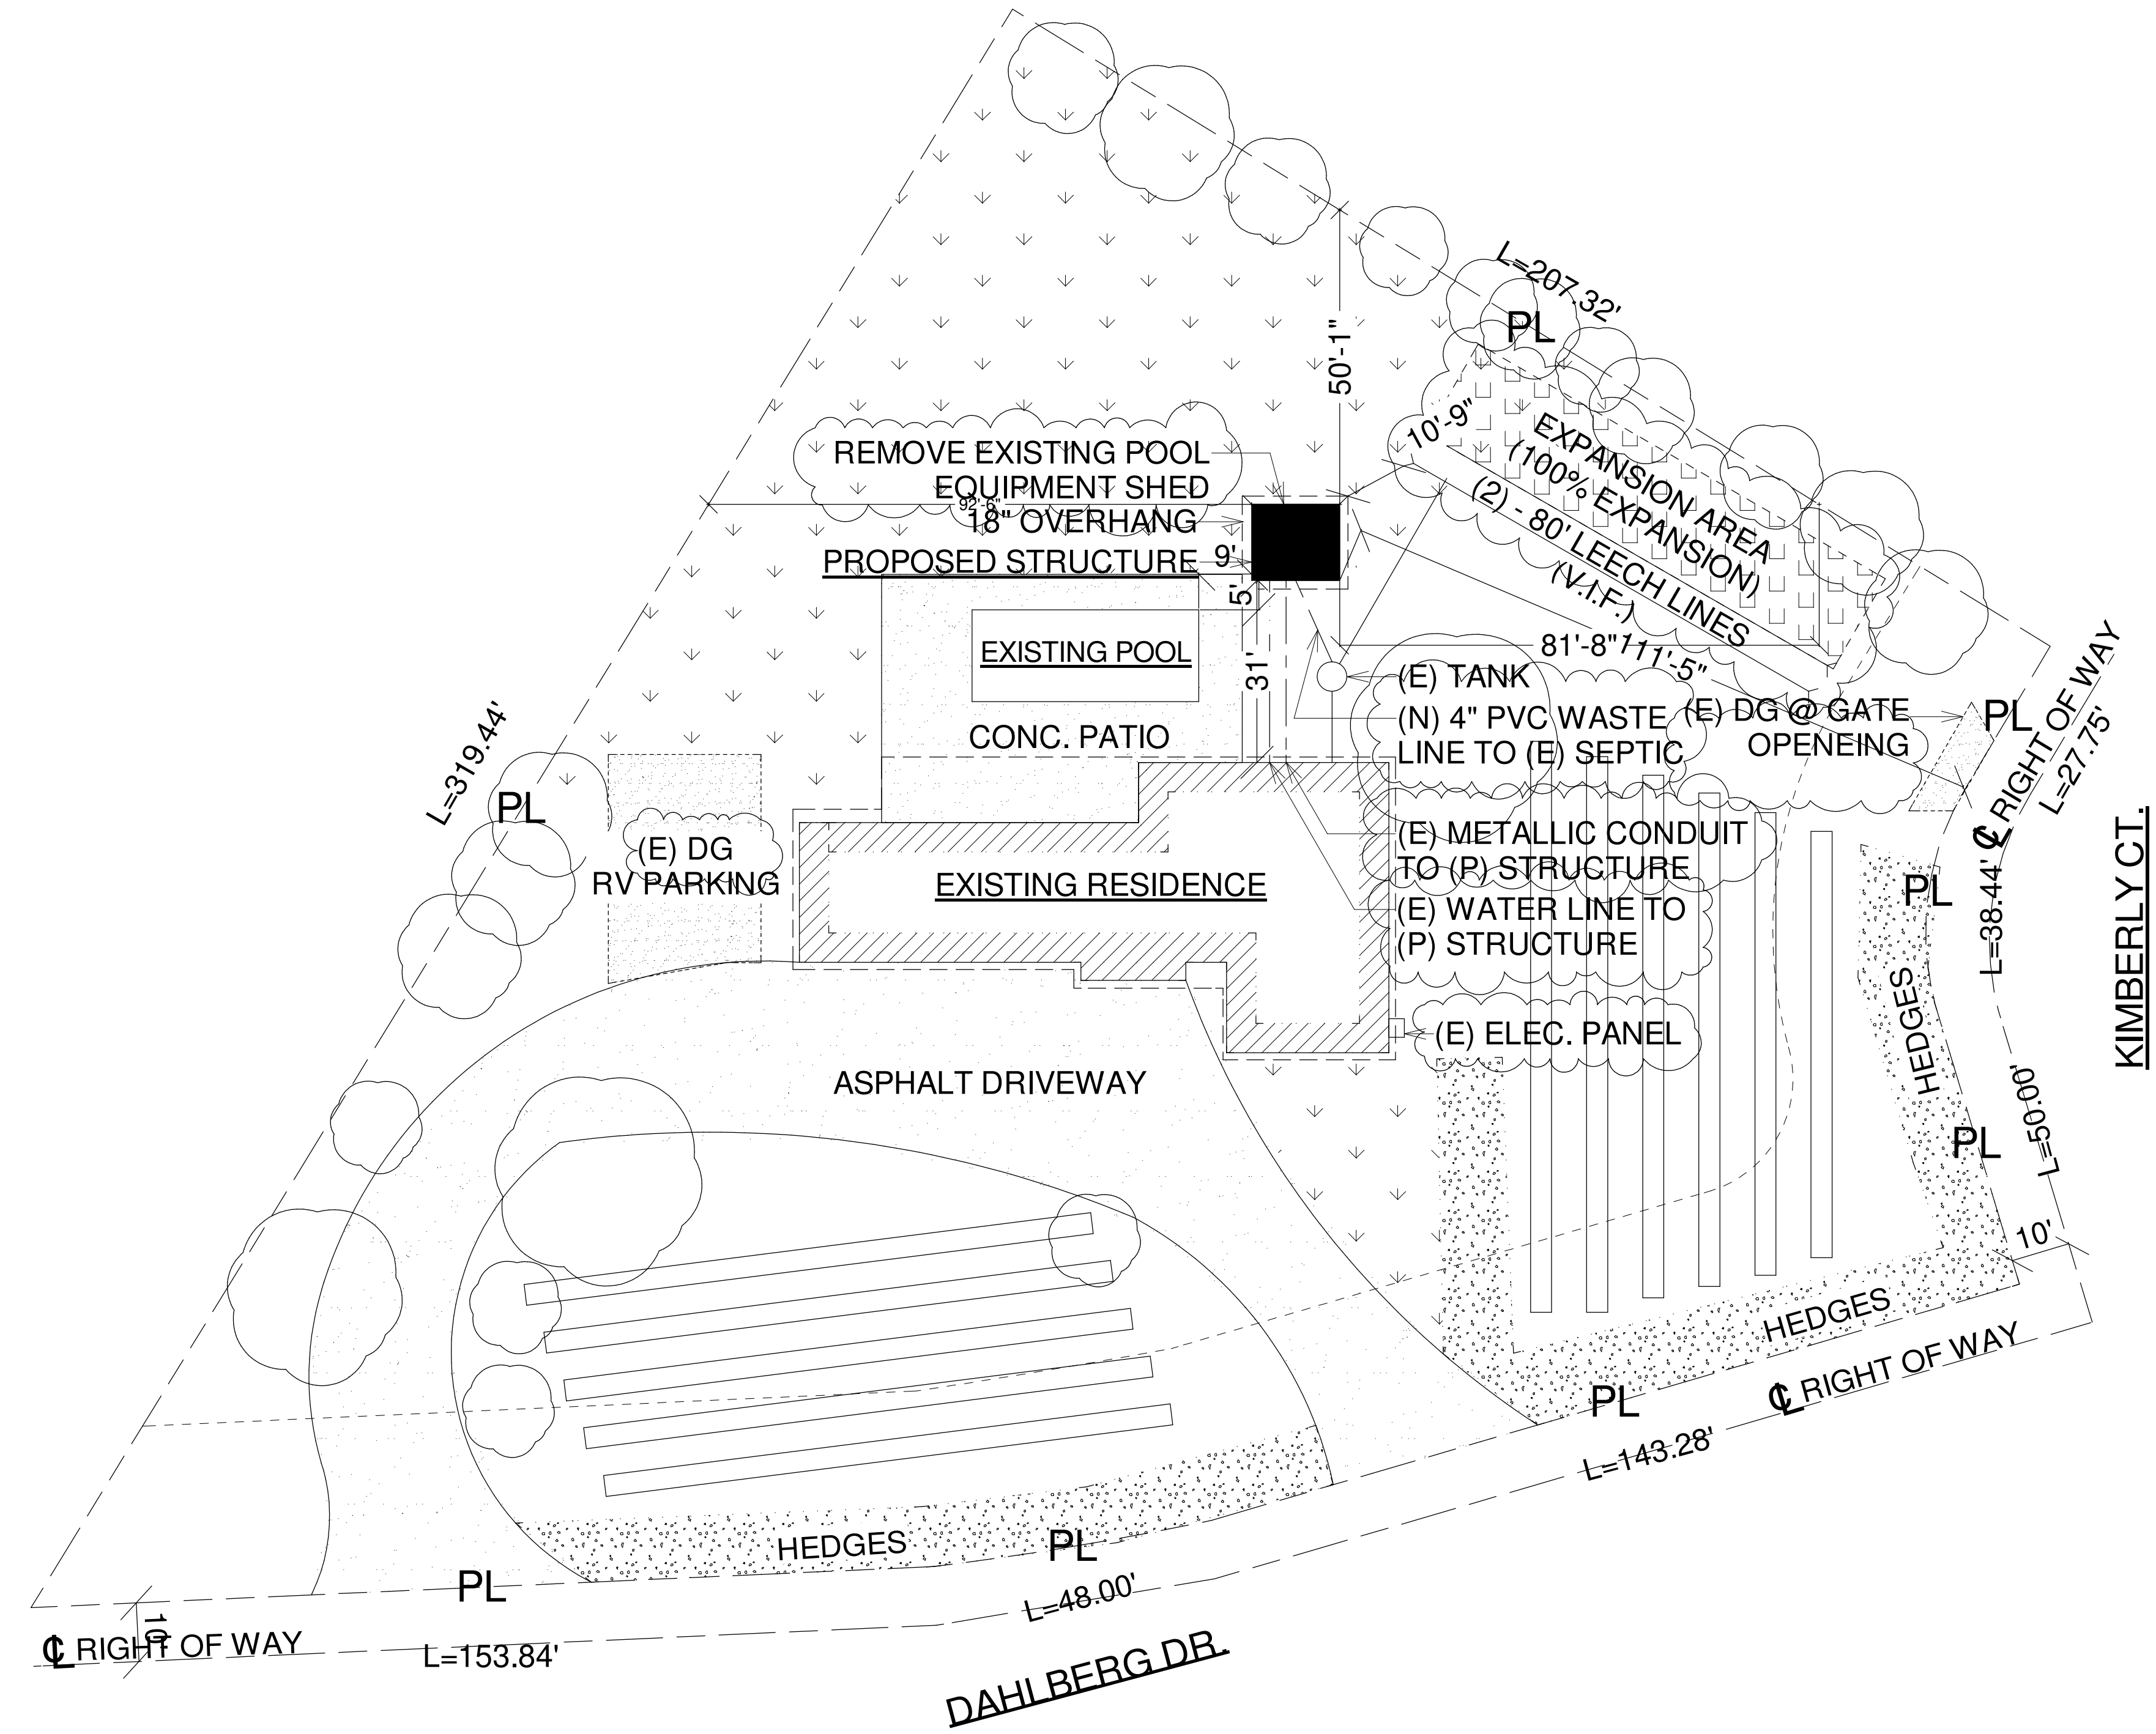 L=207.32'
PL
50'-1"
10'-9"
REMOVE EXISTING POOL
EQUIPMENT SHED
92'-6"
18" OVERHANG
PROPOSED STRUCTURE
9'
5'
EXPANSION AREA
(100% EXPANSION)
(2) - 80' LEECH LINES
(V.I.F.)
EXISTING POOL
31'
81'-8"
111'-5"
(E) TANK
(N) 4" PVC WASTE
LINE TO (E) SEPTIC
(E) DG @ GATE
OPENEING
PL
℄ RIGHT OF WAY
L=27.75'
CONC. PATIO
L=319.44'
PL
(E) DG
RV PARKING
EXISTING RESIDENCE
(E) METALLIC CONDUIT
TO (P) STRUCTURE
(E) WATER LINE TO
(P) STRUCTURE
(E) ELEC. PANEL
PL
L=38.44'
KIMBERLY CT.
HEDGES
L=50.00'
PL
10'
ASPHALT DRIVEWAY
HEDGES
℄ RIGHT OF WAY
PL
L=143.28'
HEDGES
PL
L=48.00'
PL
10'
℄ RIGHT OF WAY
L=153.84'
DAHLBERG DR.